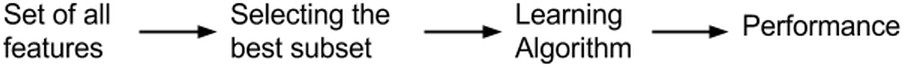 Set of all
features
Selecting the
best subset
Learning
Algorithm
Performance